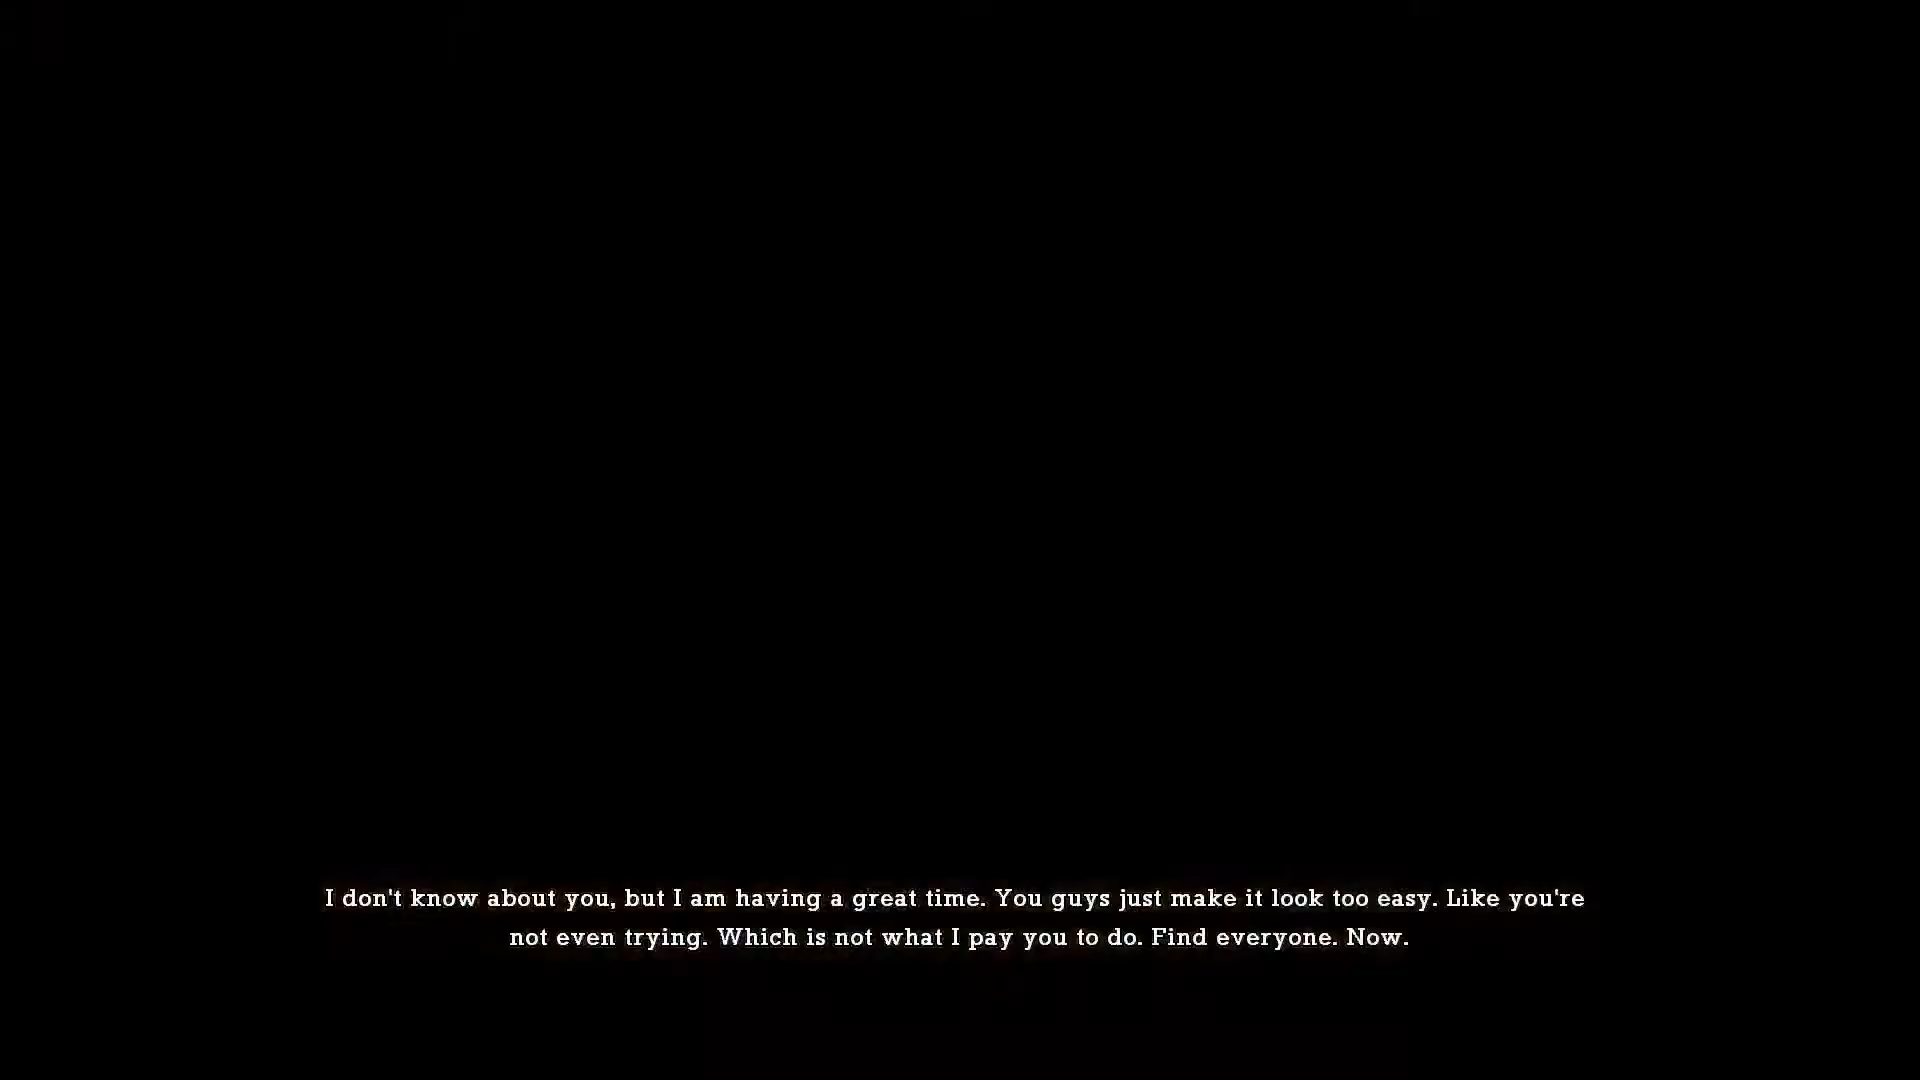 I don't know about you, but I am having a great time. You guys just make it look too easy. Like you're
not even trying. Which is not what I pay you to do. Find everyone. Now.